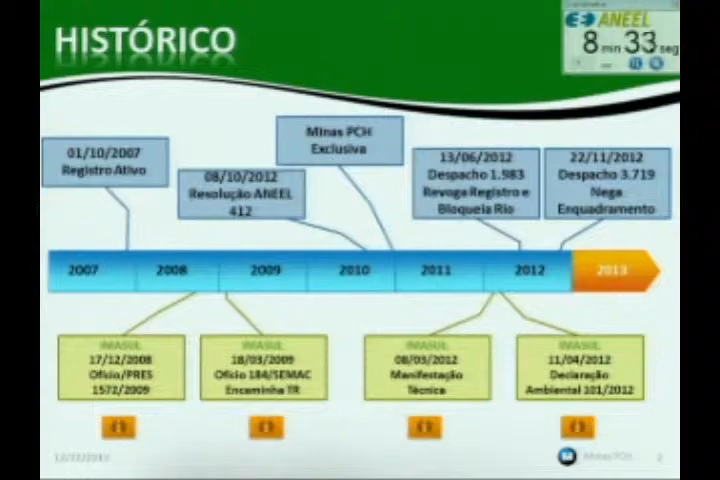 HISTÓRICO
ANEEL
8 min 33 seg
01/10/2007
Registro Ativo
08/10/2012
Resolução ANEEL
412
Minas PCH
Exclusiva
13/06/2012
Despacho 1.983
Revoga Registro e
Bloqueia Rio
22/11/2012
Despacho 3.719
Nega
Enquadramento
2007
2008
2009
2010
2011
2012
2013
IMASUL
17/12/2008
Ofício/PRES
1572/2009
IMASUL
18/03/2009
Ofício 184/SEMAC
Encaminha TR
IMASUL
08/03/2012
Manifestação
Técnica
IMASUL
11/04/2012
Declaração
Ambiental 101/2012
Minas PCH
2